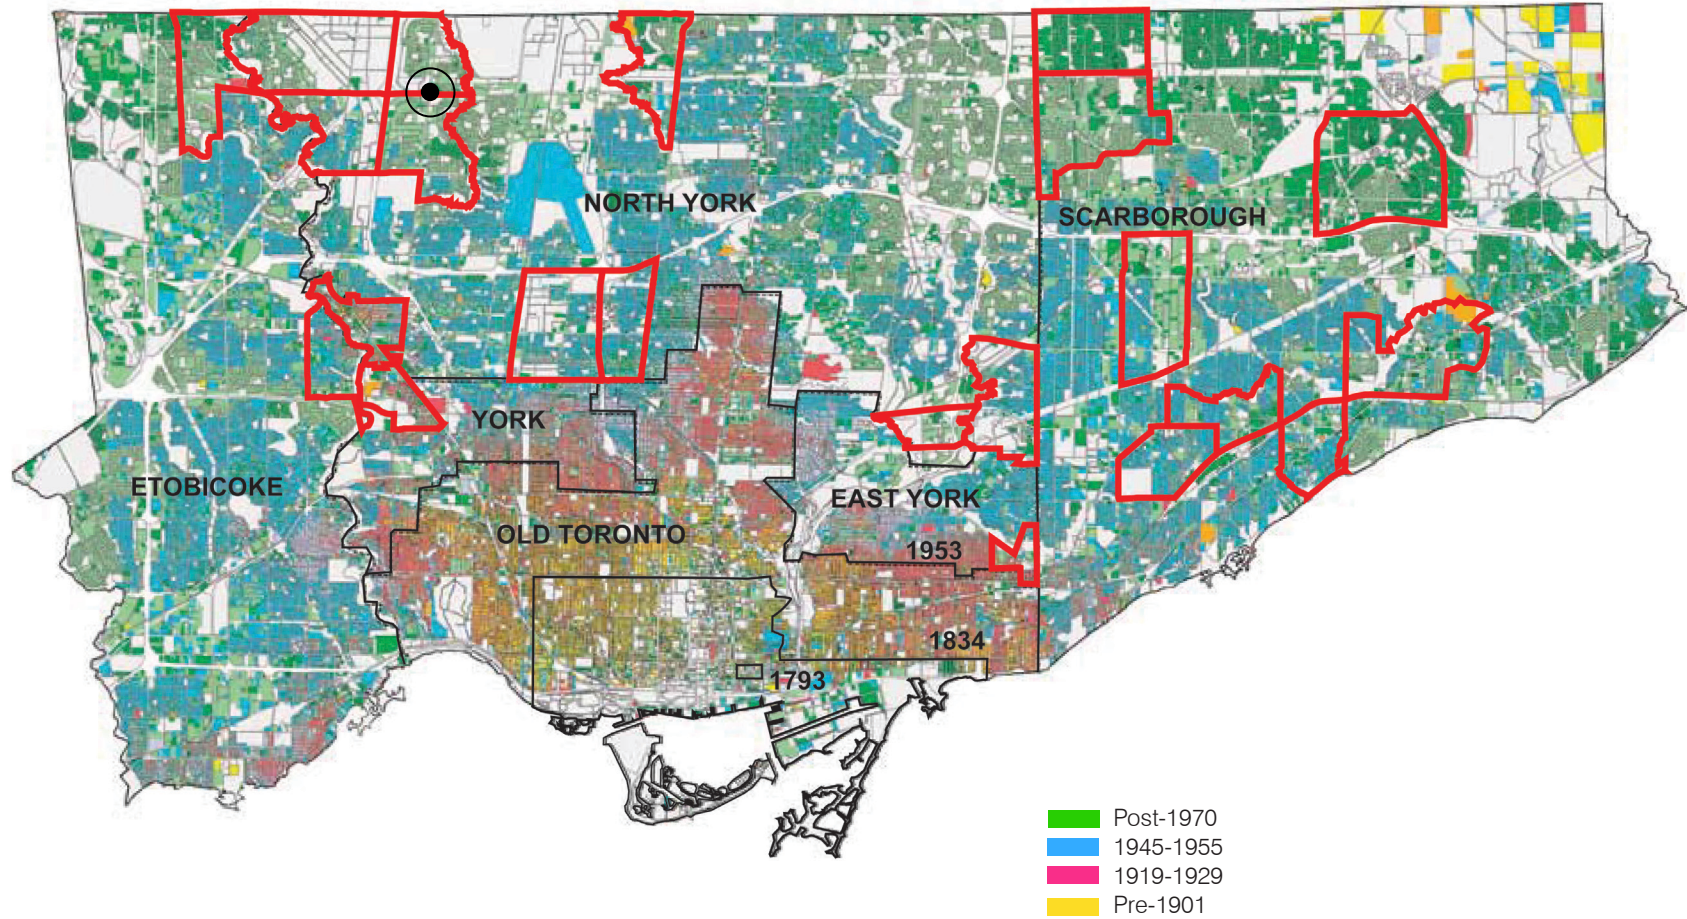 NORTH YORK
SCARBOROUGH
YORK
ETOBICOKE
EAST YORK
OLD TORONTO
1953
1834
1793
Post-1970
1945-1955
1919-1929
Pre-1901